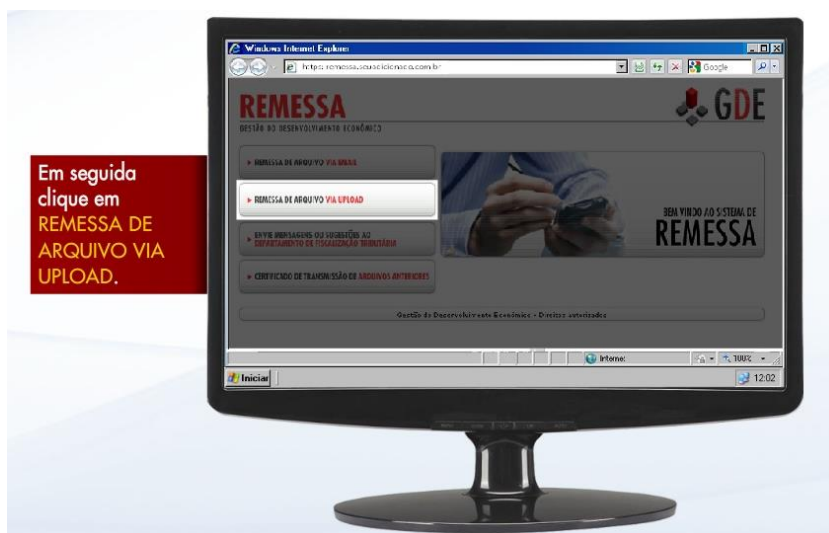 Em seguida
clique em
REMESSA DE
ARQUIVO VIA
UPLOAD.
Windows Internet Explorer
Google
REMESSA
GESTÃO DO DESENVOLVIMENTO ECONÔMICO
GDE
REMESSA DE ARQUIVO VIA EMAIL
REMESSA DE ARQUIVO VIA UPLOAD
ENVIE MENSAGENS OU SUGESTÕES AO
DEPARTAMENTO DE FISCALIZAÇÃO TRIBUTÁRIA
CERTIFICADO DE TRANSMISSÃO DE ARQUIVOS ANTERIORES
BEM VINDO AO SISTEMA DE
REMESSA
Gestão do Desenvolvimento Econômico - Direitos autorizados
Internet
100%
Iniciar
12:02